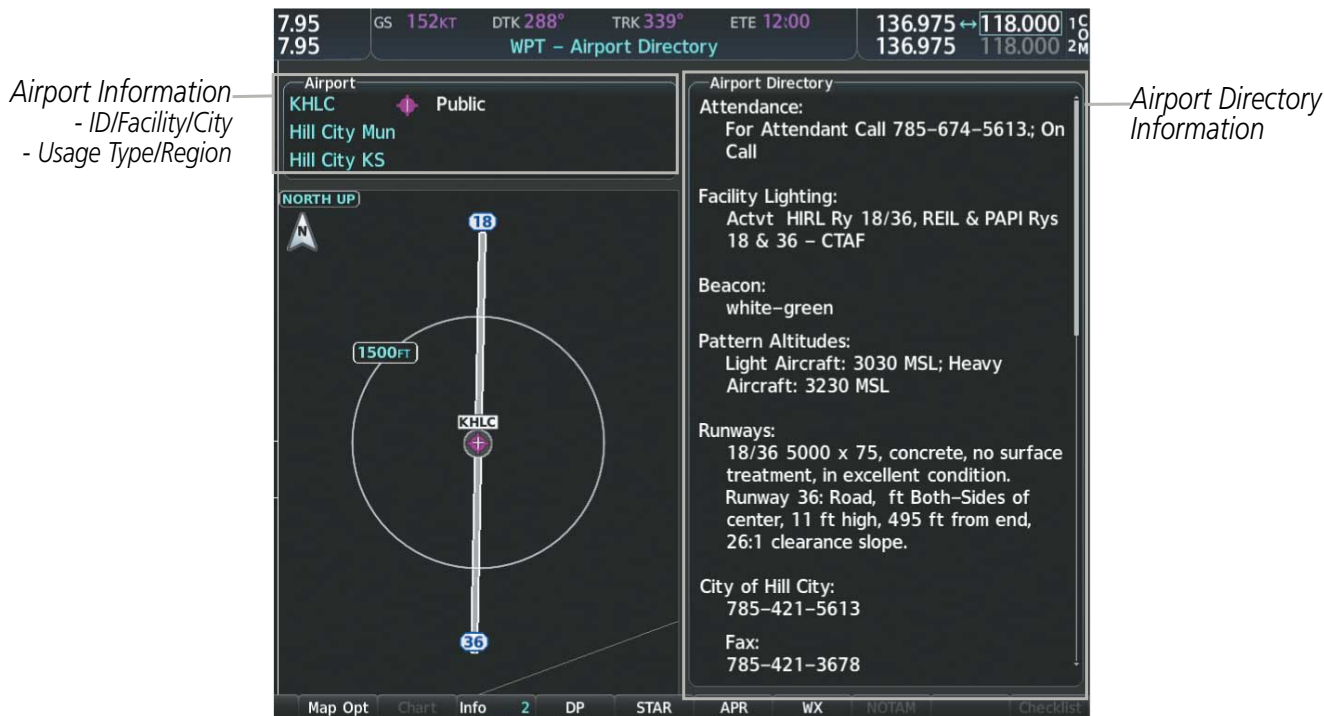 7.95 GS 152KT DTK 288° TRK 339° ETE 12:00 136.975 ↔ 118.000 1
7.95 WPT – Airport Directory 136.975 118.000 2
COM
Airport Information
- ID/Facility/City
- Usage Type/Region
Airport
KHLC Public
Hill City Mun
Hill City KS
NORTH UP
N
18
1500FT
KHLC
36
Airport Directory
Attendance:
For Attendant Call 785–674–5613.; On
Call
Facility Lighting:
Actvt HIRL Ry 18/36, REIL & PAPI Rys
18 & 36 – CTAF
Beacon:
white–green
Pattern Altitudes:
Light Aircraft: 3030 MSL; Heavy
Aircraft: 3230 MSL
Runways:
18/36 5000 x 75, concrete, no surface
treatment, in excellent condition.
Runway 36: Road, ft Both–Sides of
center, 11 ft high, 495 ft from end,
26:1 clearance slope.
City of Hill City:
785–421–5613
Fax:
785–421–3678
Airport Directory
Information
Map Opt Chart Info 2 DP STAR APR WX NOTAM Checklist